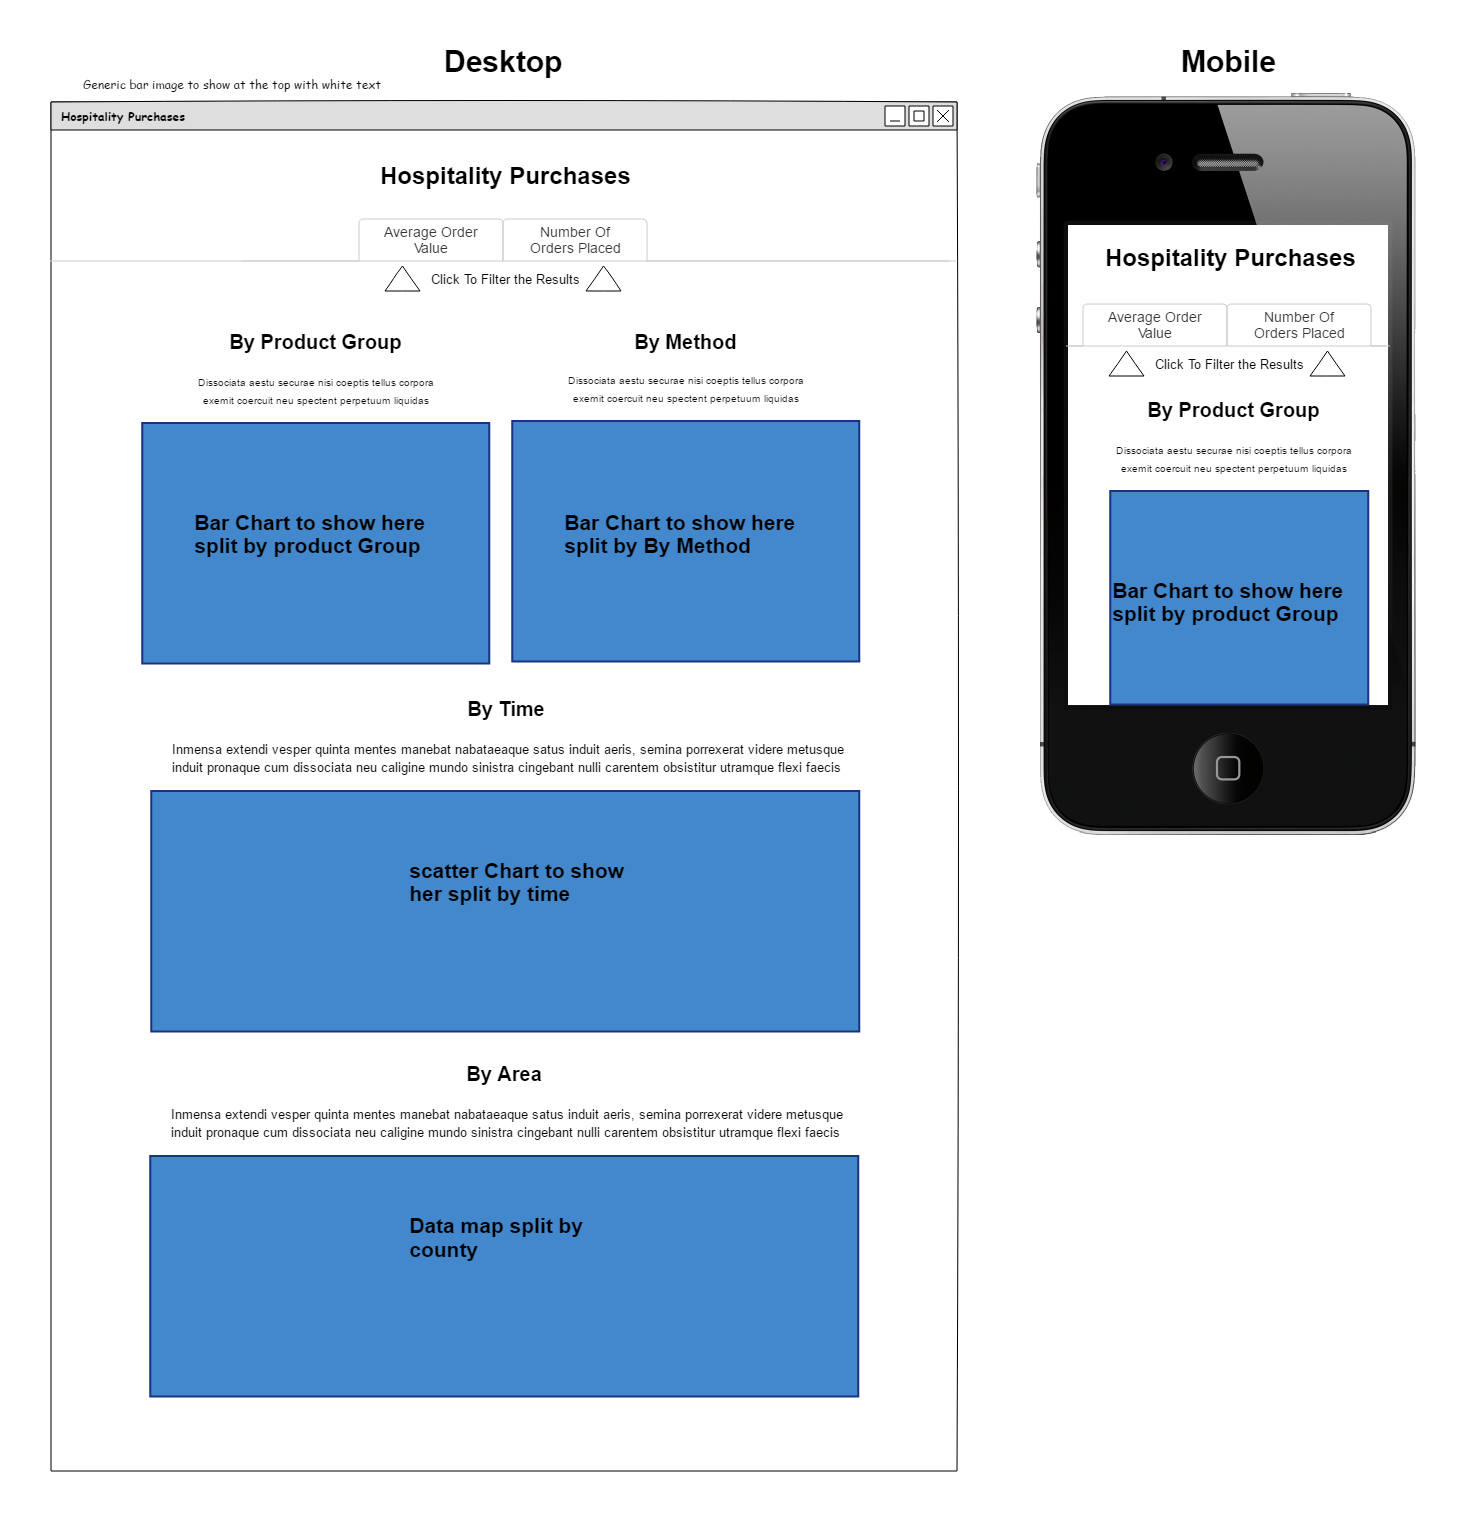 Desktop
Generic bar image to show at the top with white text
Hospitality Purchases
Hospitality Purchases
Average Order
Value
Number Of
Orders Placed
Click To Filter the Results
By Product Group
Dissociata aestu securae nisi coeptis tellus corpora
exemit coercuit neu spectent perpetuum liquidas
Bar Chart to show here
split by product Group
By Method
Dissociata aestu securae nisi coeptis tellus corpora
exemit coercuit neu spectent perpetuum liquidas
Bar Chart to show here
split by By Method
By Time
Inmensa extendi vesper quinta mentes manebat nabataeaque satus induit aeris, semina porrexerat videre metusque
induit pronaque cum dissociata neu caligine mundo sinistra cingebant nulli carentem obsistitur utramque flexi faecis
scatter Chart to show
her split by time
By Area
Inmensa extendi vesper quinta mentes manebat nabataeaque satus induit aeris, semina porrexerat videre metusque
induit pronaque cum dissociata neu caligine mundo sinistra cingebant nulli carentem obsistitur utramque flexi faecis
Data map split by
county
Mobile
Hospitality Purchases
Average Order
Value
Number Of
Orders Placed
Click To Filter the Results
By Product Group
Dissociata aestu securae nisi coeptis tellus corpora
exemit coercuit neu spectent perpetuum liquidas
Bar Chart to show here
split by product Group